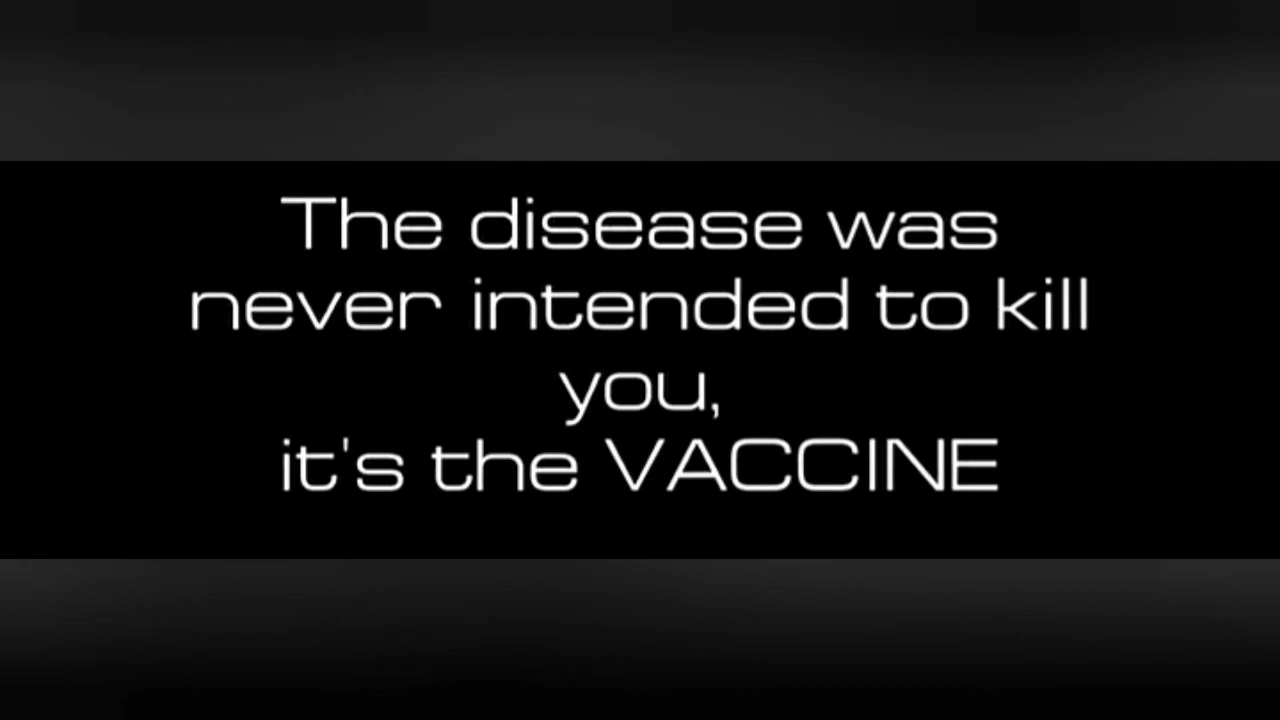 The disease was
never intended to kill
you,
it's the VACCINE